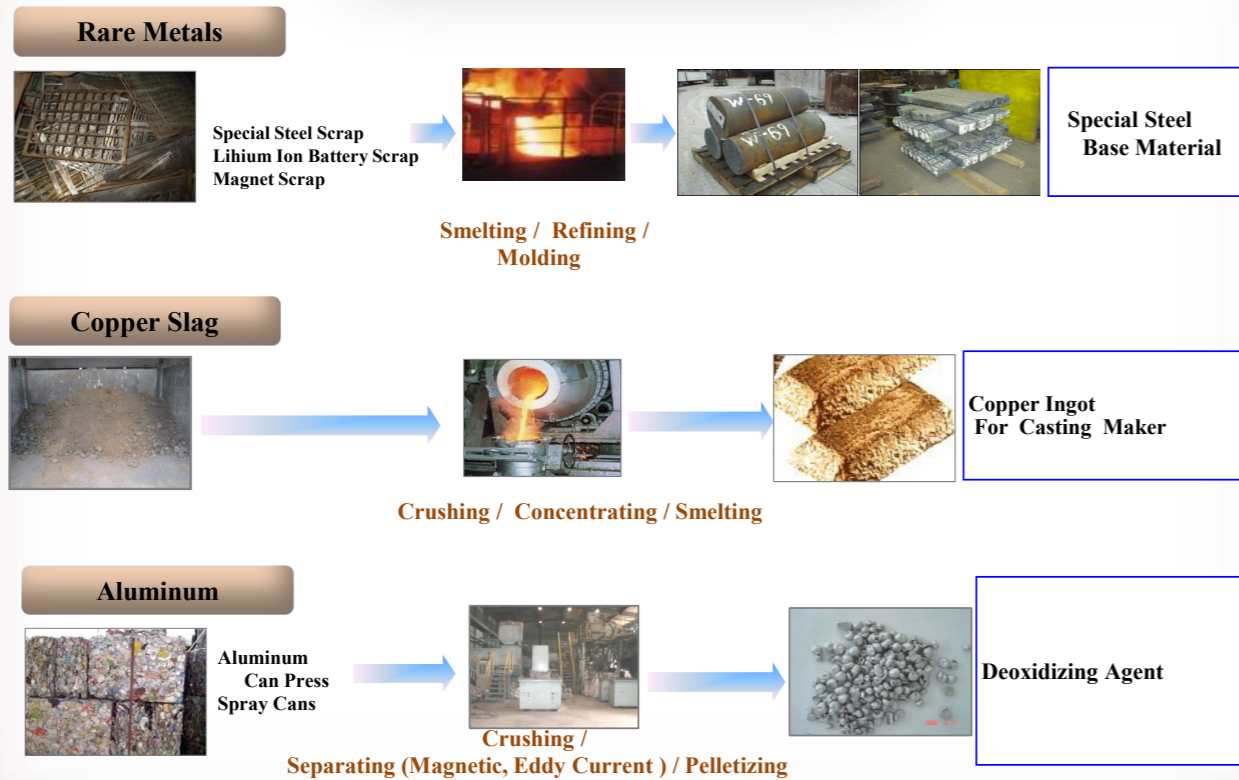 Rare Metals
Special Steel Scrap
Lihium Ion Battery Scrap
Magnet Scrap
W-69
W-69
Special Steel
Base Material
Smelting / Refining /
Molding
Copper Slag
Copper Ingot
For Casting Maker
Crushing / Concentrating / Smelting
Aluminum
Aluminum
Can Press
Spray Cans
Deoxidizing Agent
Crushing /
Separating (Magnetic, Eddy Current ) / Pelletizing